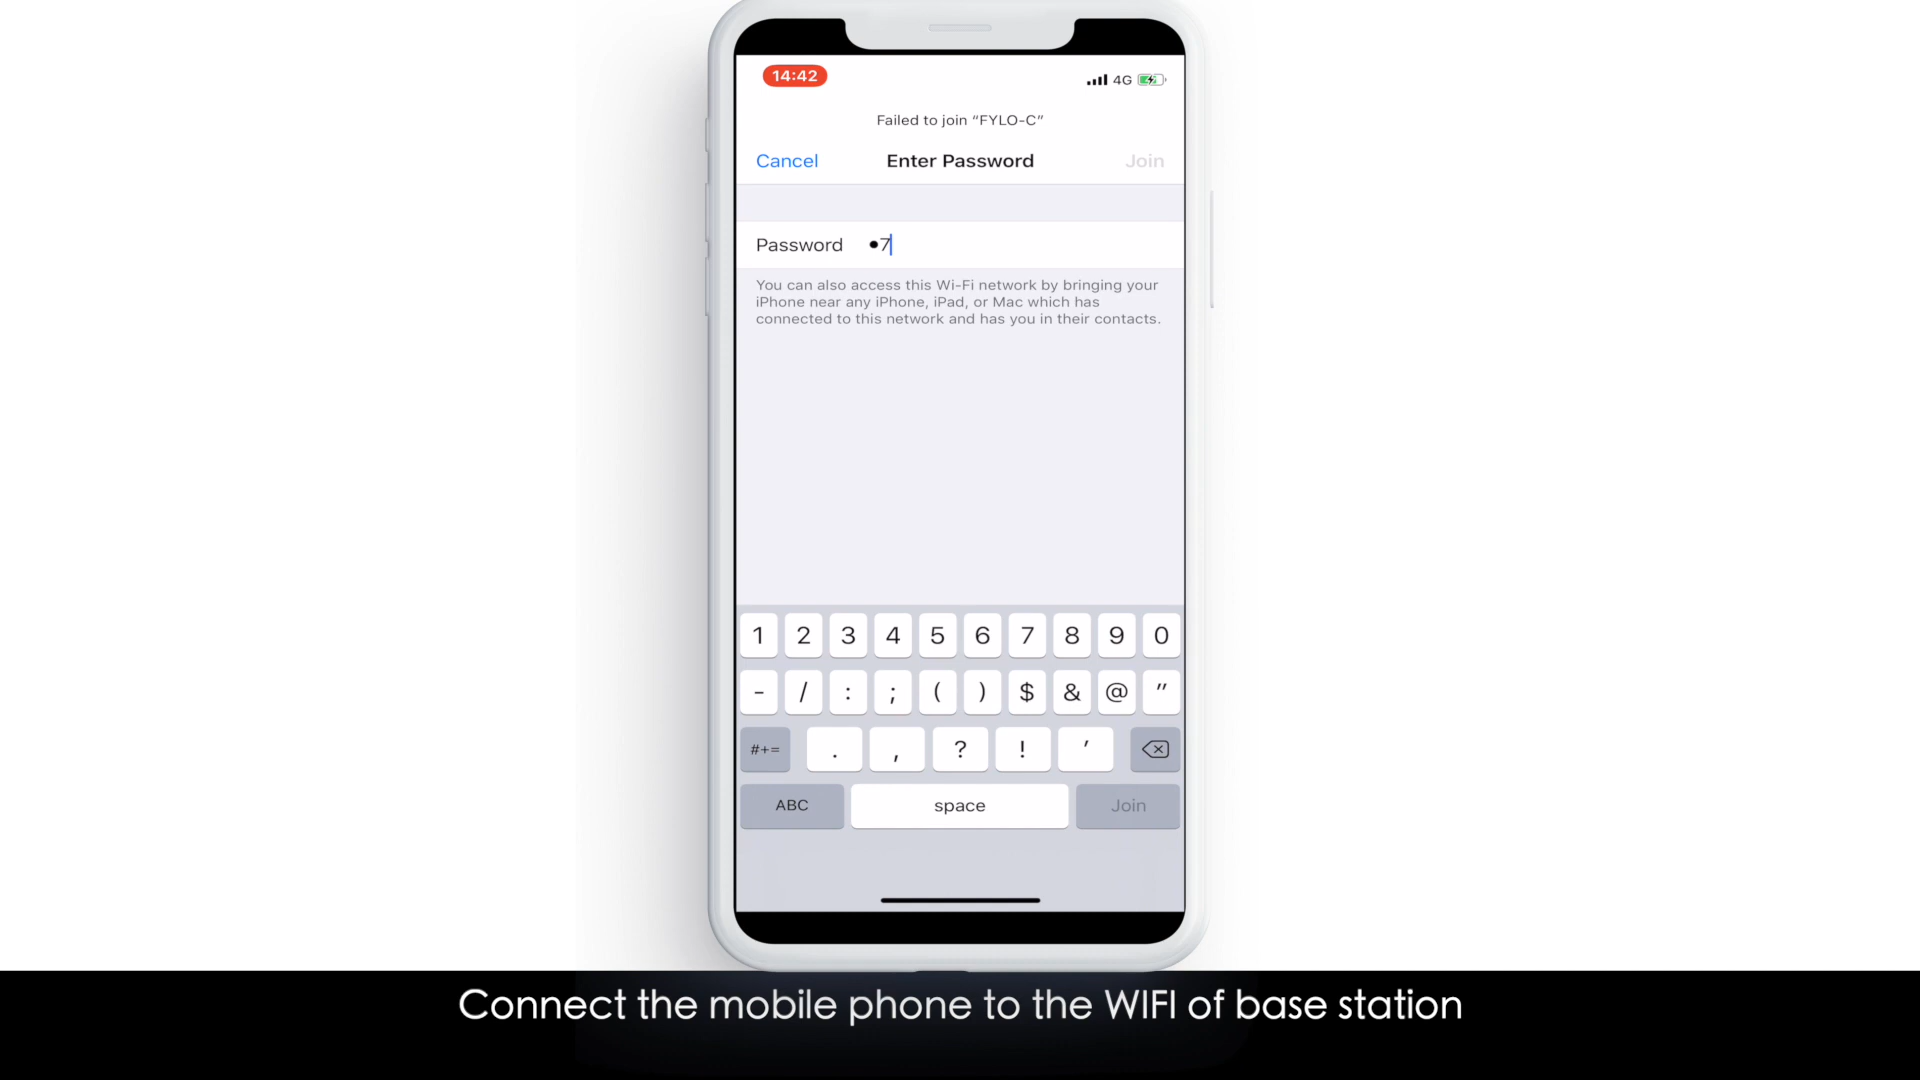 14:42
4G
Failed to join “FYLO-C”
Cancel Enter Password Join
Password •7
You can also access this Wi-Fi network by bringing your
iPhone near any iPhone, iPad, or Mac which has
connected to this network and has you in their contacts.
1 2 3 4 5 6 7 8 9 0
- / : ; ( ) $ & @ "
#+= . , ? ! '
ABC space Join
Connect the mobile phone to the WIFI of base station